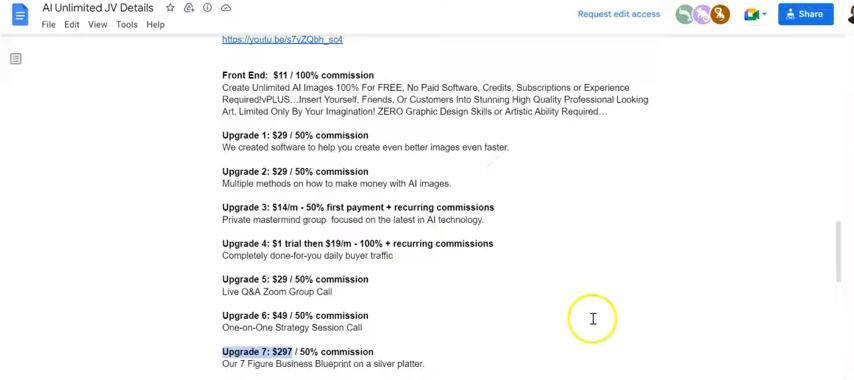 AI Unlimited JV Details
File Edit View Tools Help
Request edit access
Share
https://youtu.be/s7vZQbh_sc4
Front End: $11 / 100% commission
Create Unlimited AI Images 100% For FREE, No Paid Software, Credits, Subscriptions or Experience
Required!vPLUS…Insert Yourself, Friends, Or Customers Into Stunning High Quality Professional Looking
Art, Limited Only By Your Imagination! ZERO Graphic Design Skills or Artistic Ability Required…
Upgrade 1: $29 / 50% commission
We created software to help you create even better images even faster.
Upgrade 2: $29 / 50% commission
Multiple methods on how to make money with AI images.
Upgrade 3: $14/m - 50% first payment + recurring commissions
Private mastermind group focused on the latest in AI technology.
Upgrade 4: $1 trial then $19/m - 100% + recurring commissions
Completely done-for-you daily buyer traffic
Upgrade 5: $29 / 50% commission
Live Q&A Zoom Group Call
Upgrade 6: $49 / 50% commission
One-on-One Strategy Session Call
Upgrade 7: $297 / 50% commission
Our 7 Figure Business Blueprint on a silver platter.